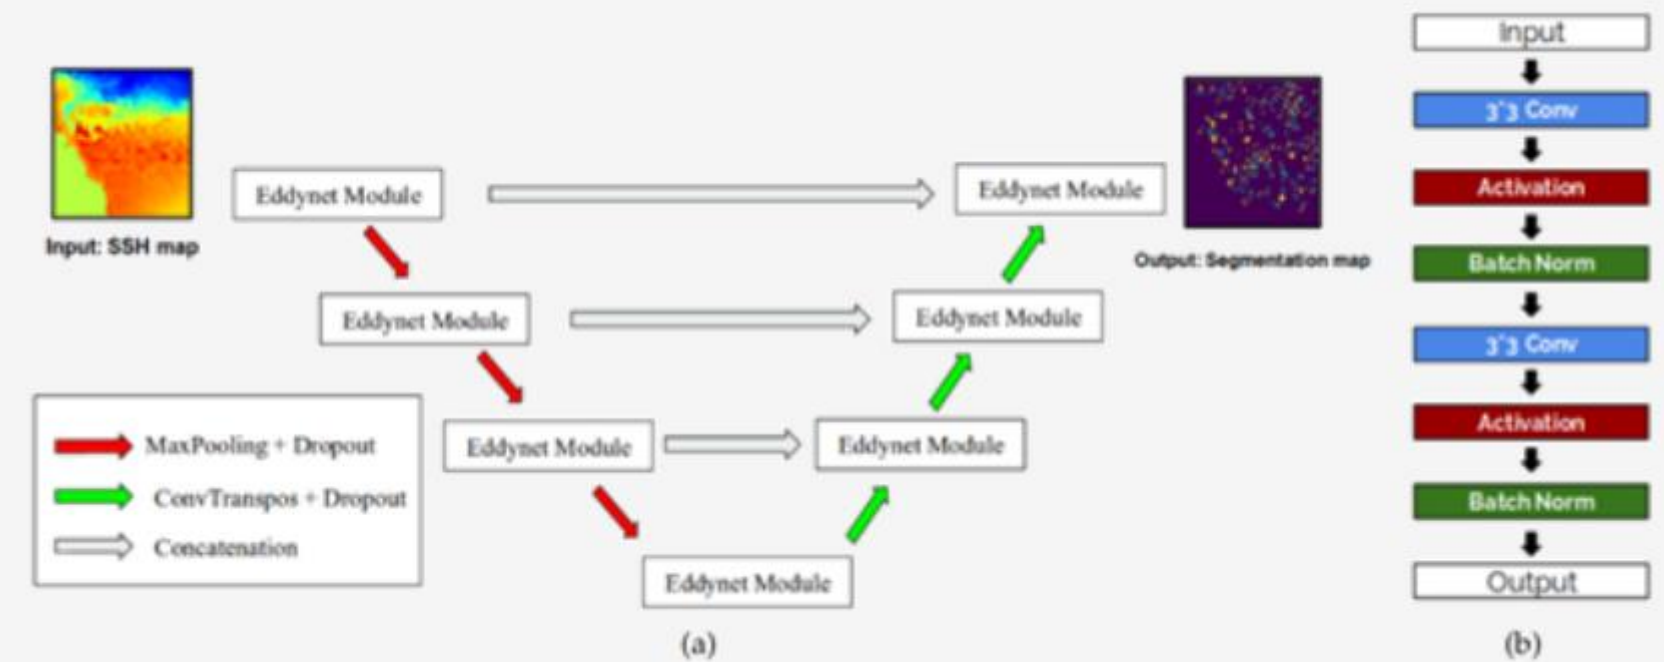 Input: SSH map
Eddynet Module
Eddynet Module
Output: Segmentation map
Eddynet Module
Eddynet Module
Eddynet Module
Eddynet Module
Eddynet Module
MaxPooling + Dropout
ConvTranspos + Dropout
Concatenation
(a)
Input
3*3 Conv
Activation
Batch Norm
3*3 Conv
Activation
Batch Norm
Output
(b)